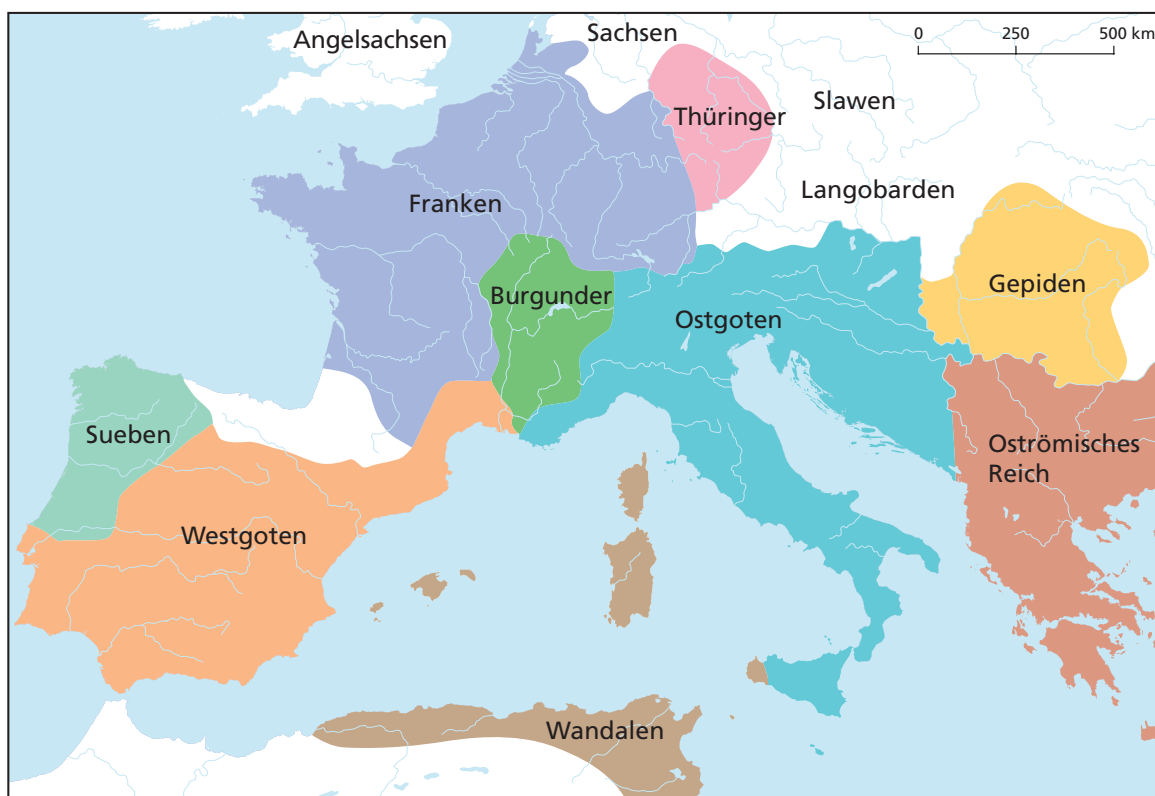 Angelsachsen
Sachsen
0 250 500 km
Thüringer
Slawen
Franken
Langobarden
Burgunder
Gepiden
Ostgoten
Sueben
Oströmisches
Reich
Westgoten
Wandalen